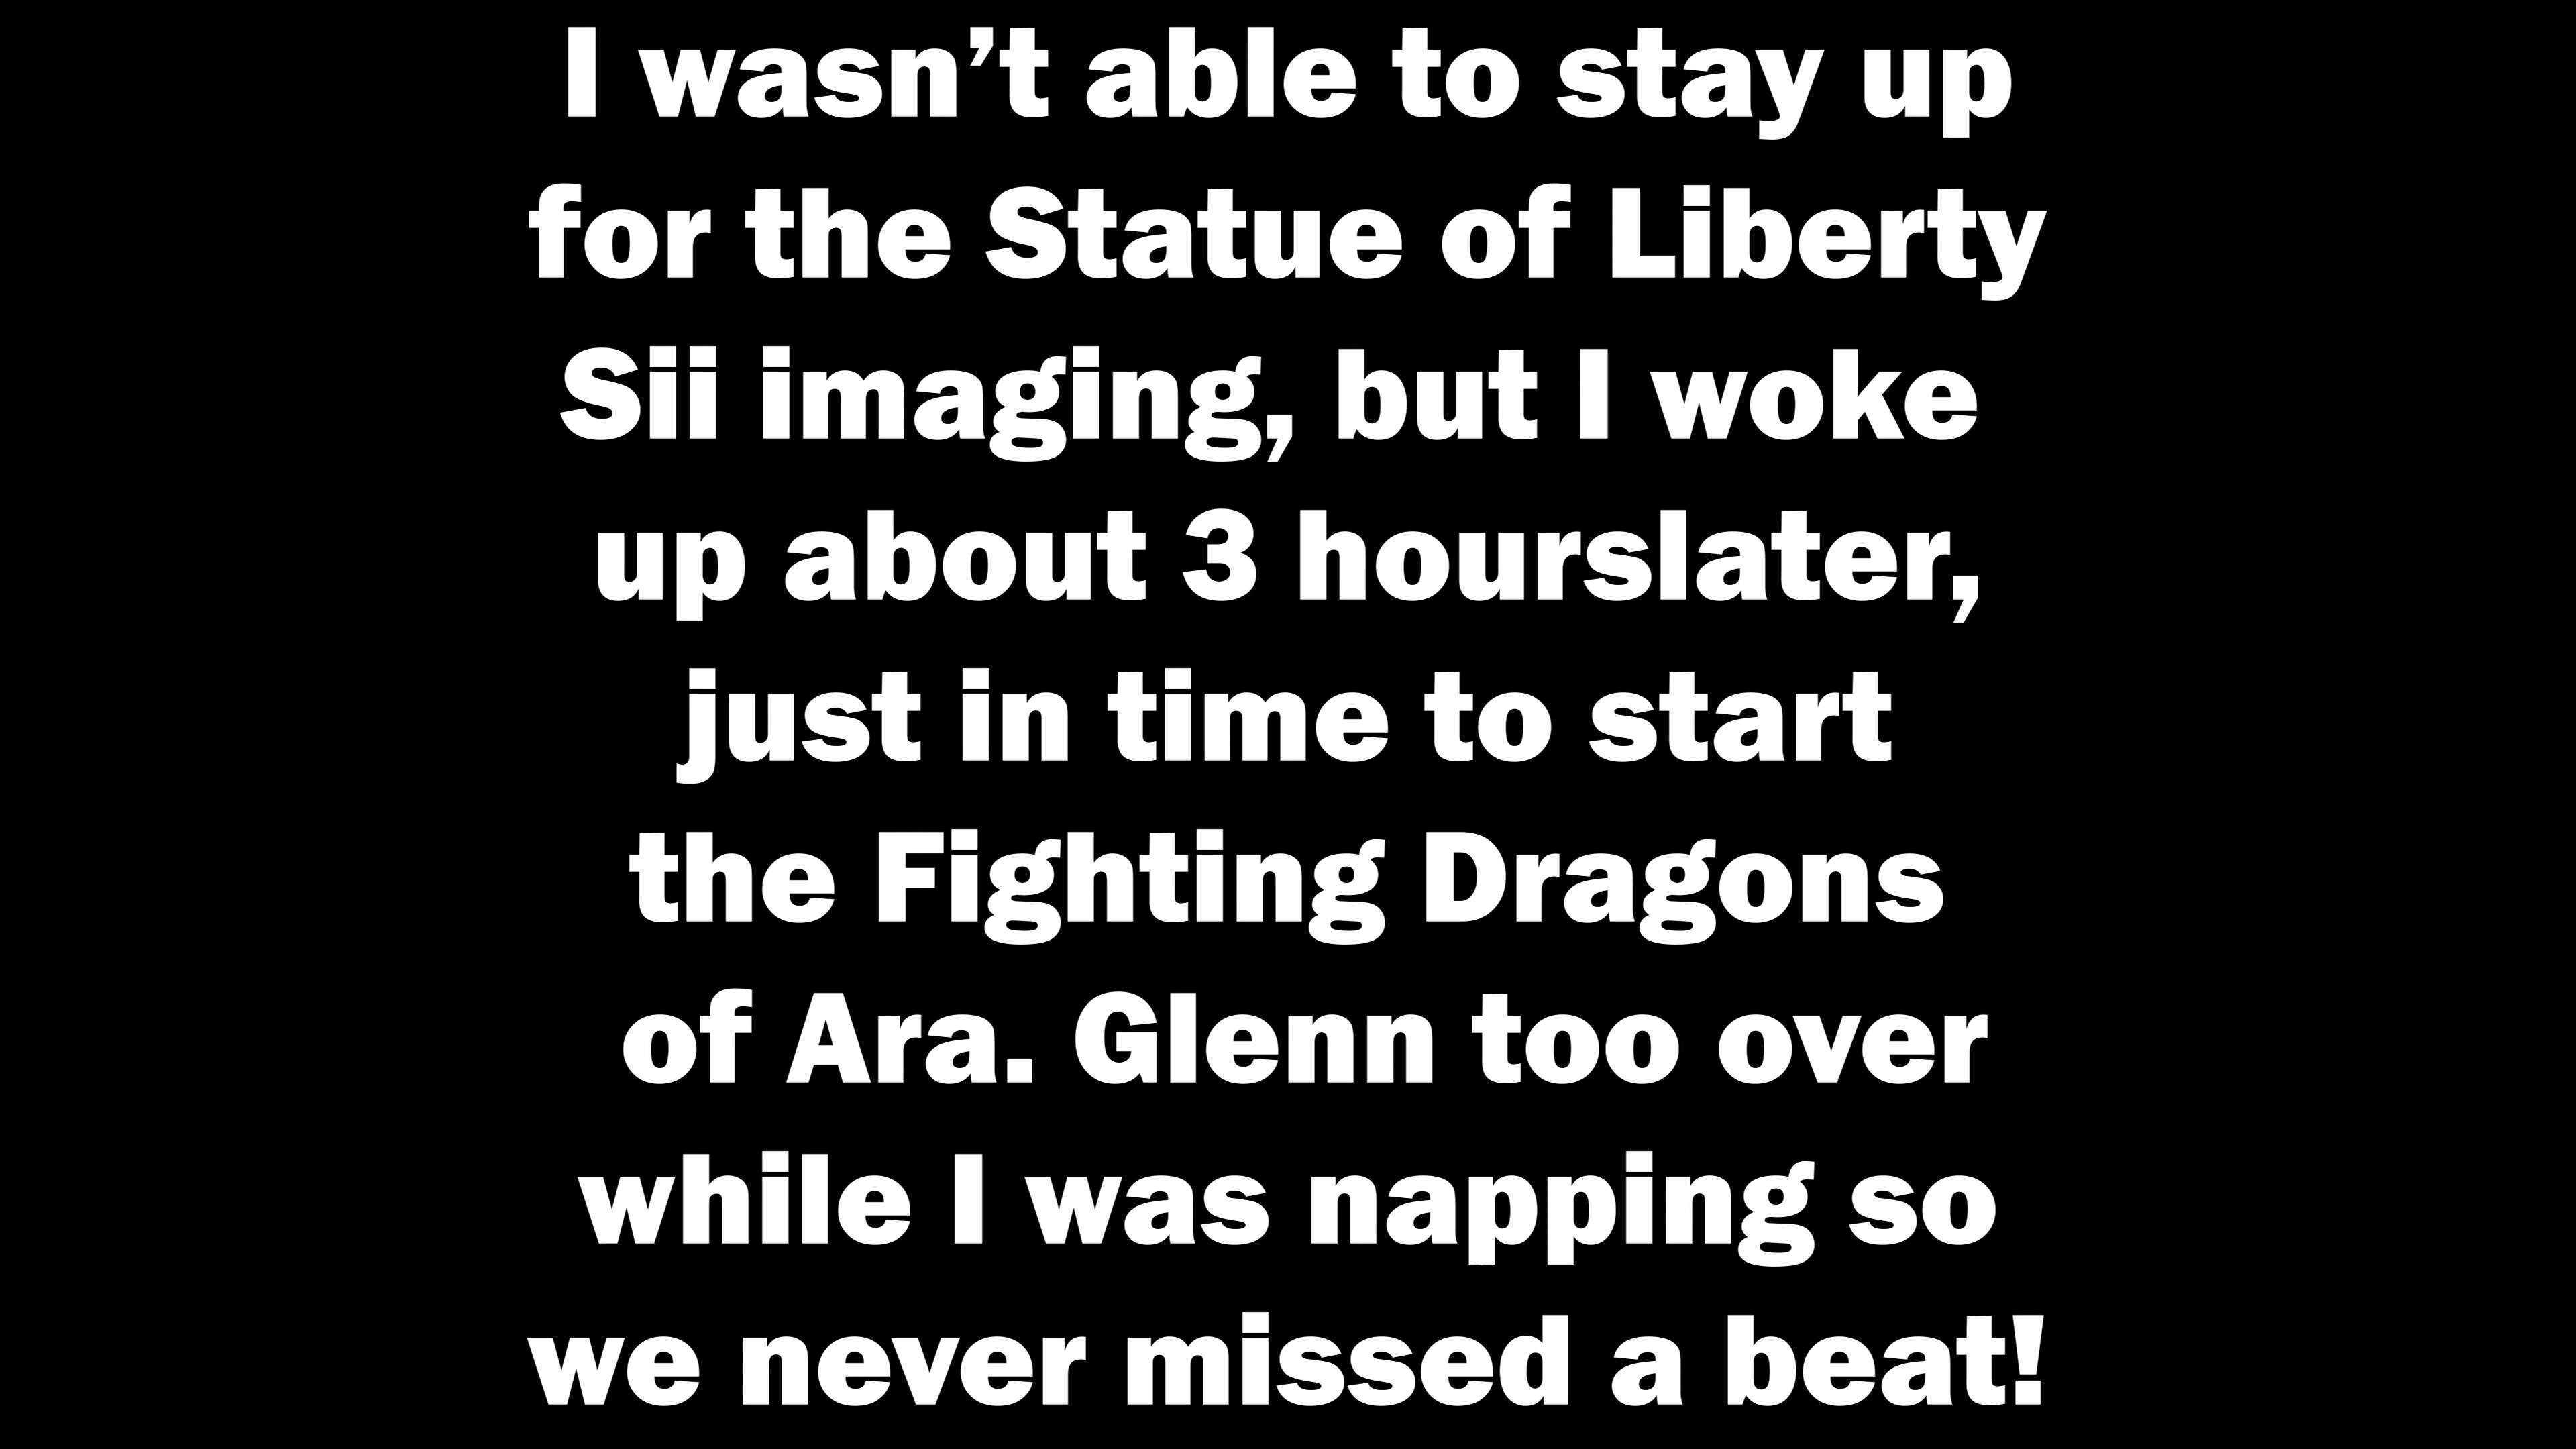 I wasn’t able to stay up
for the Statue of Liberty
Sii imaging, but I woke
up about 3 hourslater,
just in time to start
the Fighting Dragons
of Ara. Glenn too over
while I was napping so
we never missed a beat!